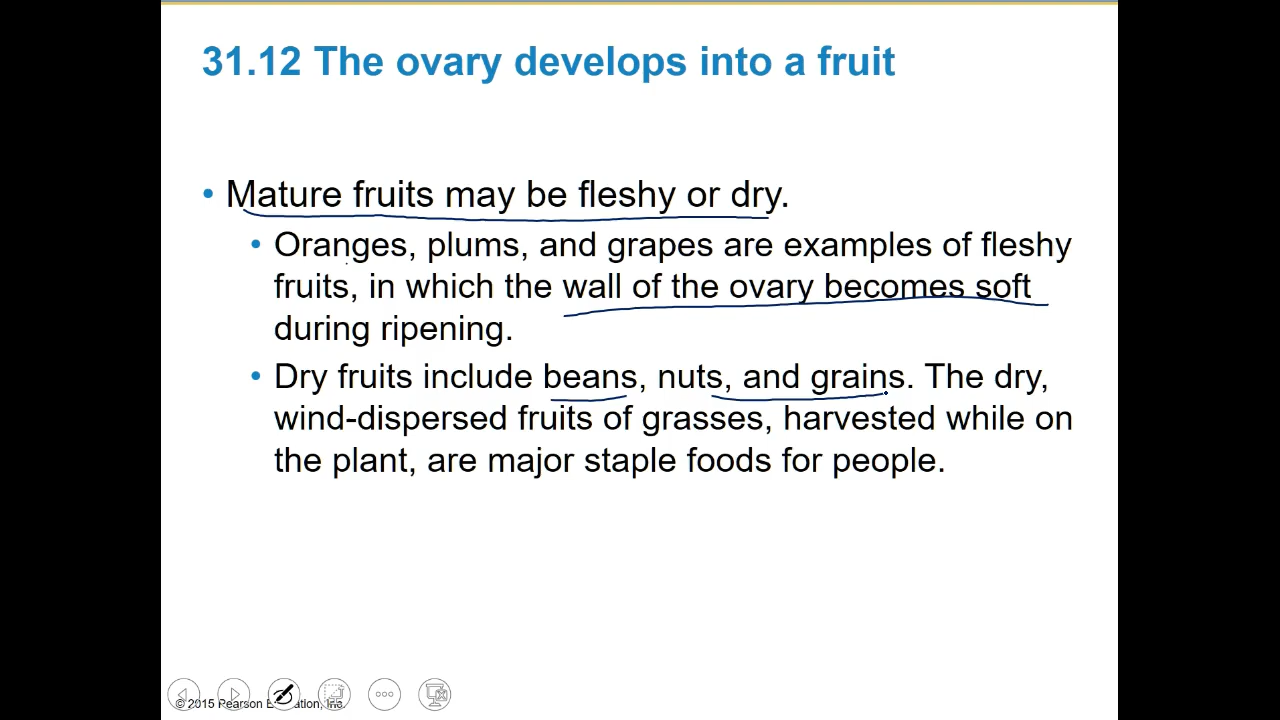 31.12 The ovary develops into a fruit
• Mature fruits may be fleshy or dry.
• Oranges, plums, and grapes are examples of fleshy
fruits, in which the wall of the ovary becomes soft
during ripening.
• Dry fruits include beans, nuts, and grains. The dry,
wind-dispersed fruits of grasses, harvested while on
the plant, are major staple foods for people.
© 2015 Pearson Inc.